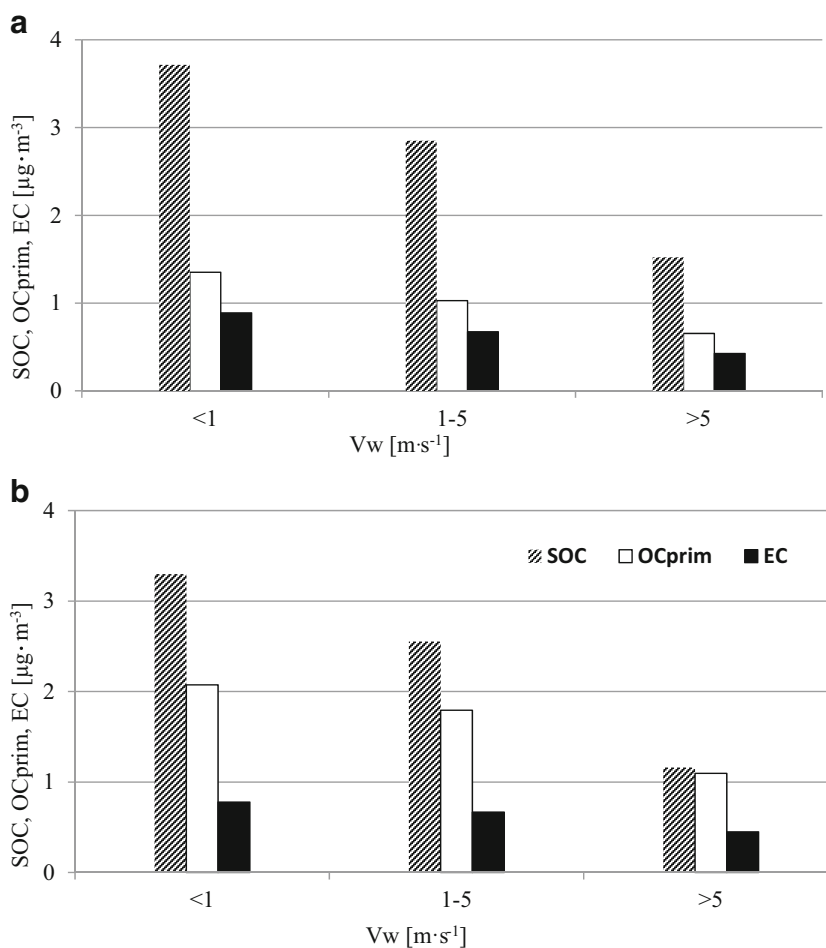 a
SOC, OCprim, EC [µg·m⁻³]
4
3
2
1
0
<1 1-5 >5
Vw [m·s⁻¹]
b
SOC, OCprim, EC [µg·m⁻³]
4
3
2
1
0
SOC OCprim EC
<1 1-5 >5
Vw [m·s⁻¹]